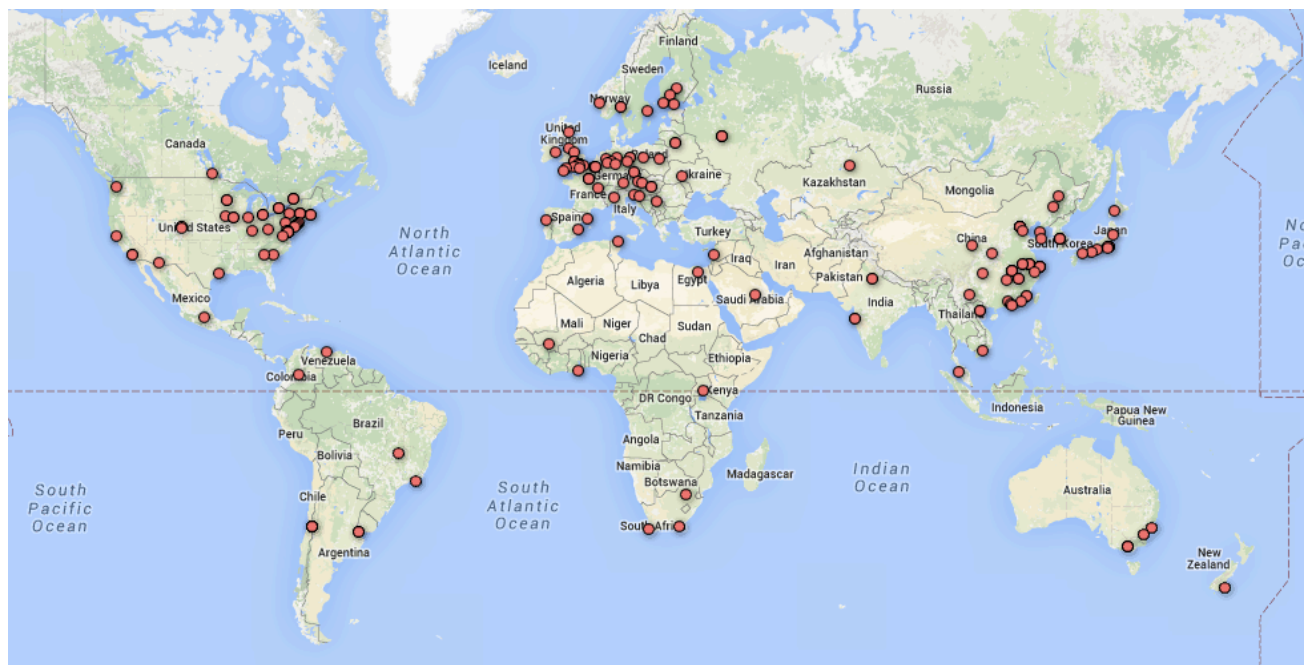 Finland
Iceland
Sweden
Russia
Norway
United
Kingdom
Canada
Poland
Germ
Ukraine
Kazakhstan
Mongolia
France
Italy
Spain
United States
North
Atlantic
Ocean
Turkey
China
South Korea
Japan
Iraq
Iran
Afghanistan
Pakistan
Algeria
Libya
Egypt
Saudi Arabia
India
Mexico
Mali
Niger
Chad
Sudan
Thailand
Nigeria
Ethiopia
Venezuela
Colombia
DR Congo
Kenya
Tanzania
Indonesia
Papua New
Guinea
Brazil
Peru
Bolivia
Angola
Namibia
Botswana
Madagascar
Indian
Ocean
Australia
Chile
South
Pacific
Ocean
South
Atlantic
Ocean
South Afri
Argentina
New
Zealand